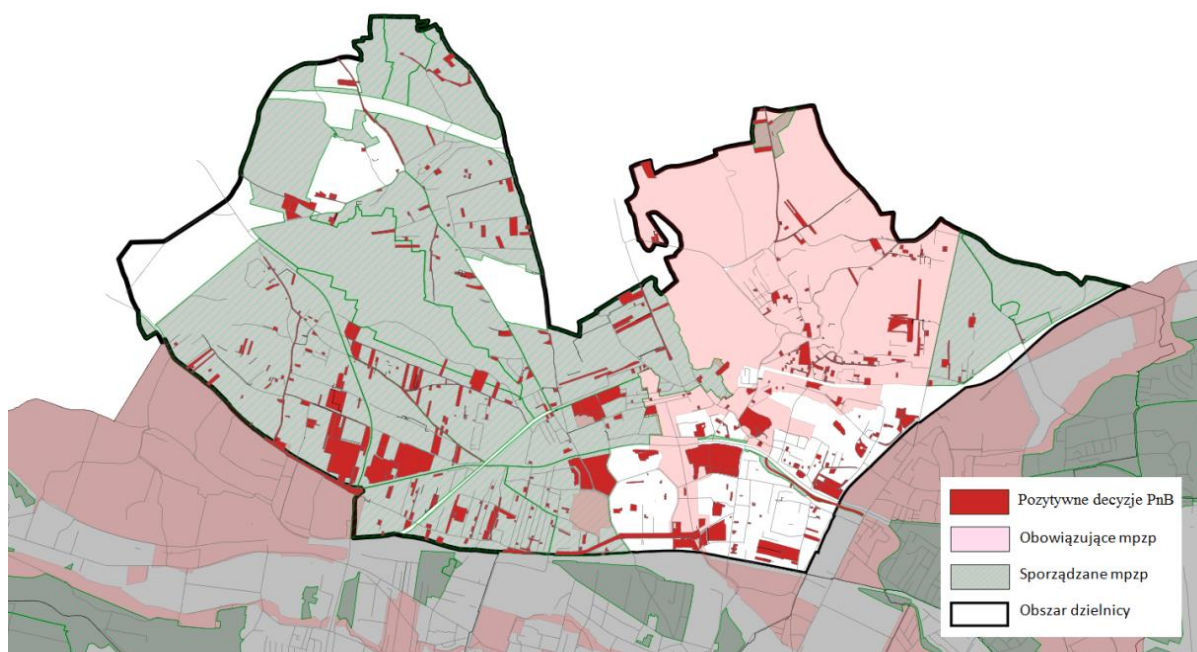 Pozytywne decyzje PnB
Obowiązujące mpzp
Sporządzane mpzp
Obszar dzielnicy